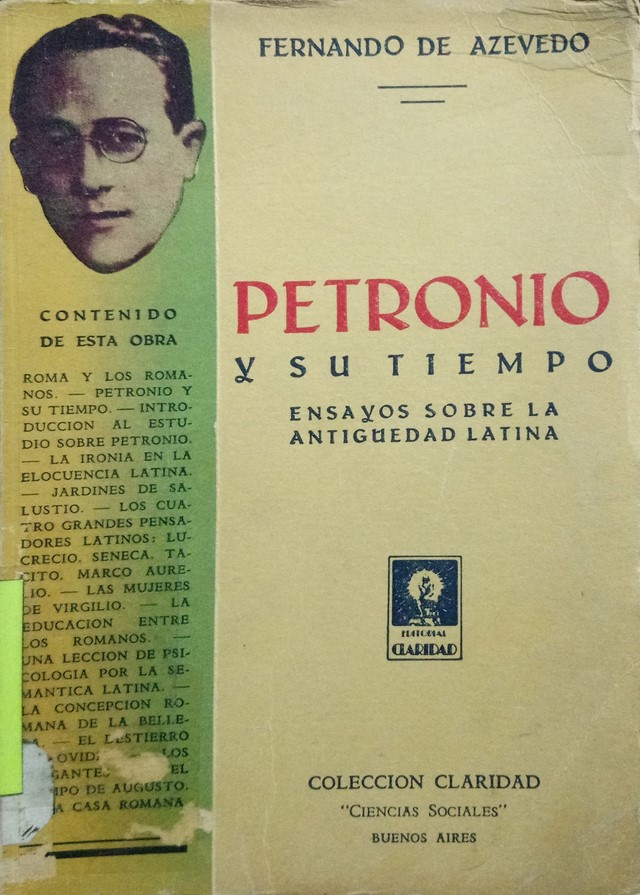 FERNANDO DE AZEVEDO
PETRONIO
Y SU TIEMPO
ENSAYOS SOBRE LA
ANTIGÜEDAD LATINA
CONTENIDO
DE ESTA OBRA
ROMA Y LOS ROMA-
NOS. — PETRONIO Y
SU TIEMPO. — INTRO-
DUCCION AL ESTU-
DIO SOBRE PETRONIO.
— LA IRONIA EN LA
ELOCUENCIA LATINA.
— JARDINES DE SA-
LUSTIO. — LOS CUA-
TRO GRANDES PENSA-
DORES LATINOS: LU-
CRECIO, SENECA, TA-
CITO, MARCO AURE-
LIO. — LAS MUJERES
DE VIRGILIO. — LA
EDUCACION ENTRE
LOS ROMANOS. —
UNA LECCION DE PSI-
COLOGIA POR LA SE-
MANTICA LATINA. —
LA CONCEPCION RO-
MANA DE LA BELLE-
— EL DESTIERRO
LOS
EL
DE AUGUSTO.
CASA ROMANA
EDITORIAL
CLARIDAD
COLECCION CLARIDAD
"CIENCIAS SOCIALES"
BUENOS AIRES